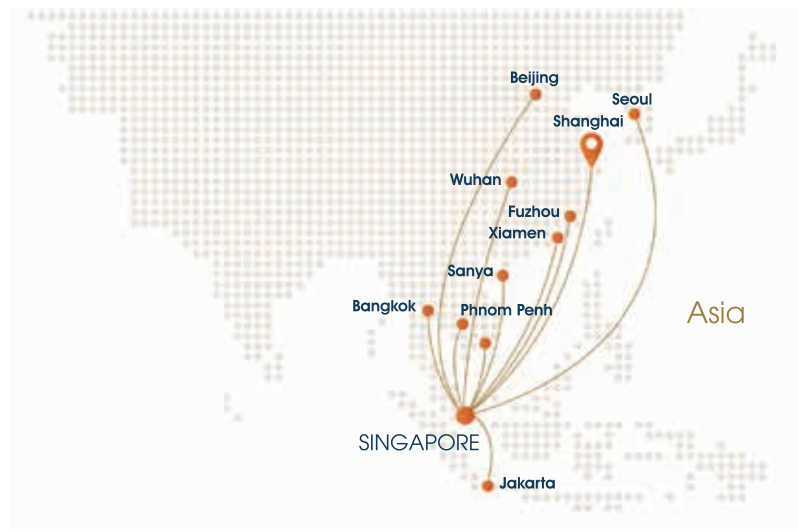 Beijing
Seoul
Shanghai
Wuhan
Fuzhou
Xiamen
Sanya
Bangkok
Phnom Penh
Asia
SINGAPORE
Jakarta